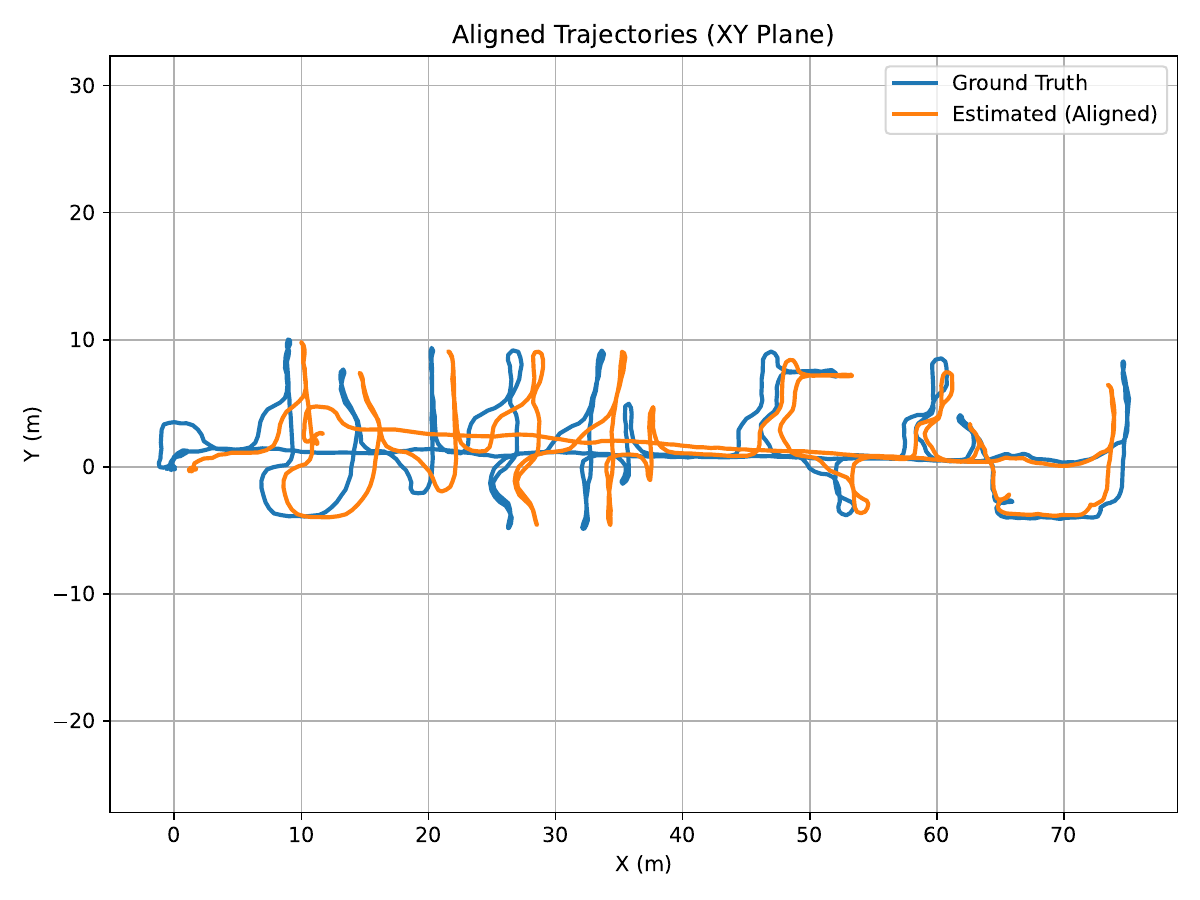 Aligned Trajectories (XY Plane)
Ground Truth
Estimated (Aligned)
30
20
10
0
−10
−20
Y (m)
0 10 20 30 40 50 60 70
X (m)